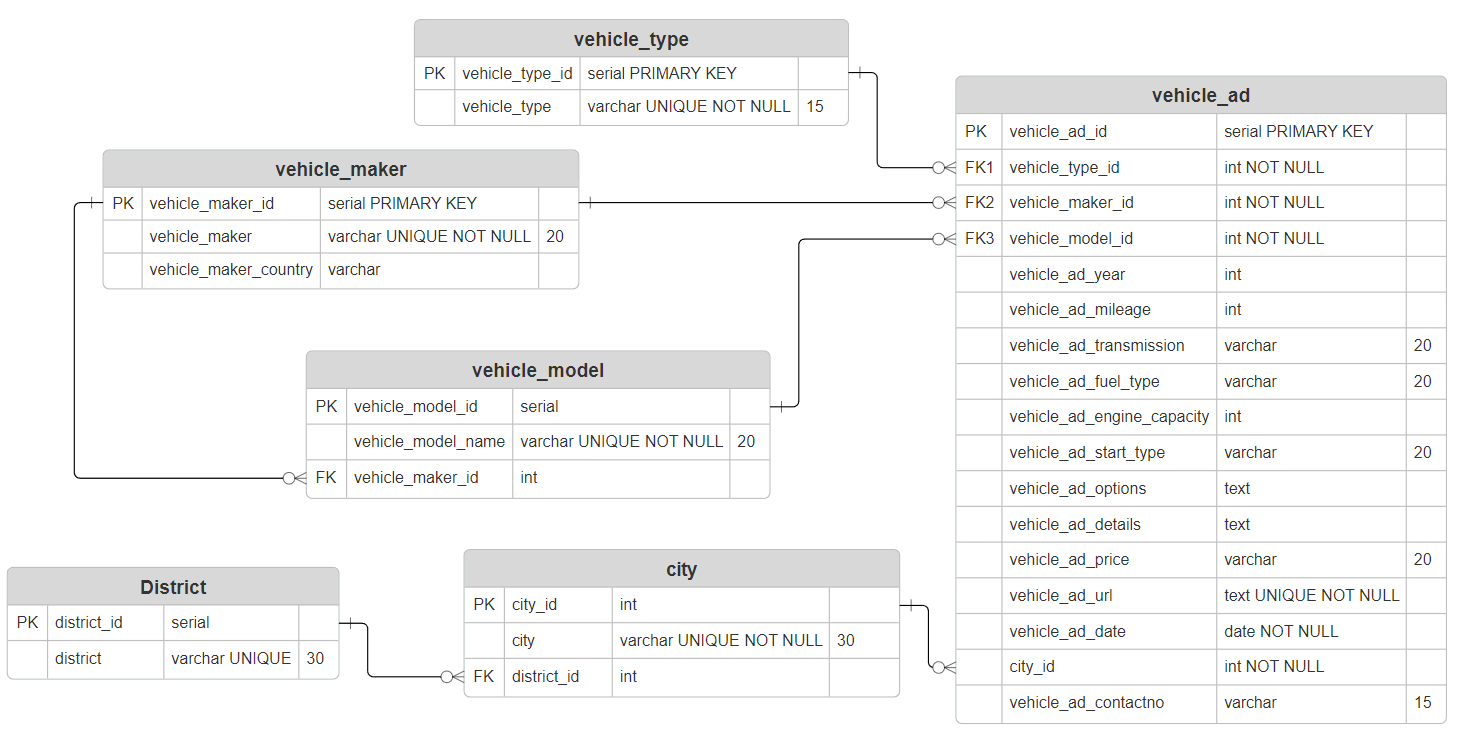 vehicle_type
PK vehicle_type_id serial PRIMARY KEY
vehicle_type varchar UNIQUE NOT NULL 15
vehicle_maker
PK vehicle_maker_id serial PRIMARY KEY
vehicle_maker varchar UNIQUE NOT NULL 20
vehicle_maker_country varchar
vehicle_model
PK vehicle_model_id serial
vehicle_model_name varchar UNIQUE NOT NULL 20
FK vehicle_maker_id int
District
PK district_id serial
district varchar UNIQUE 30
city
PK city_id int
city varchar UNIQUE NOT NULL 30
FK district_id int
vehicle_ad
PK vehicle_ad_id serial PRIMARY KEY
FK1 vehicle_type_id int NOT NULL
FK2 vehicle_maker_id int NOT NULL
FK3 vehicle_model_id int NOT NULL
vehicle_ad_year int
vehicle_ad_mileage int
vehicle_ad_transmission varchar 20
vehicle_ad_fuel_type varchar 20
vehicle_ad_engine_capacity int
vehicle_ad_start_type varchar 20
vehicle_ad_options text
vehicle_ad_details text
vehicle_ad_price varchar 20
vehicle_ad_url text UNIQUE NOT NULL
vehicle_ad_date date NOT NULL
city_id int NOT NULL
vehicle_ad_contactno varchar 15